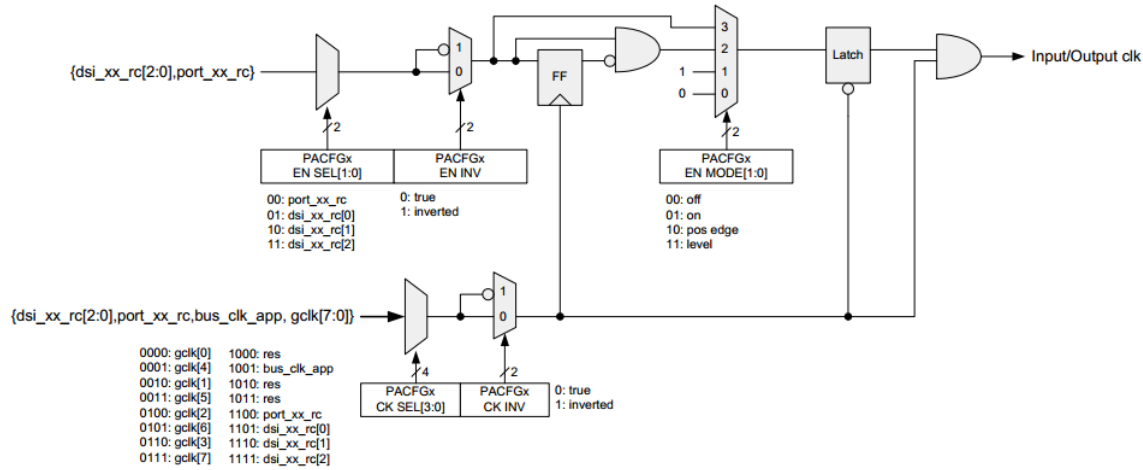 {dsi_xx_rc[2:0],port_xx_rc}
1
0
2
2
PACFGx
EN SEL[1:0]
PACFGx
EN INV
00: port_xx_rc
01: dsi_xx_rc[0]
10: dsi_xx_rc[1]
11: dsi_xx_rc[2]
0: true
1: inverted
FF
3
2
1
0
1
0
2
PACFGx
EN MODE[1:0]
00: off
01: on
10: pos edge
11: level
Latch
Input/Output clk
{dsi_xx_rc[2:0],port_xx_rc,bus_clk_app, gclk[7:0]}
1
0
4
2
PACFGx
CK SEL[3:0]
PACFGx
CK INV
0: true
1: inverted
0000: gclk[0]
0001: gclk[4]
0010: gclk[1]
0011: gclk[5]
0100: gclk[2]
0101: gclk[6]
0110: gclk[3]
0111: gclk[7]
1000: res
1001: bus_clk_app
1010: res
1011: res
1100: port_xx_rc
1101: dsi_xx_rc[0]
1110: dsi_xx_rc[1]
1111: dsi_xx_rc[2]